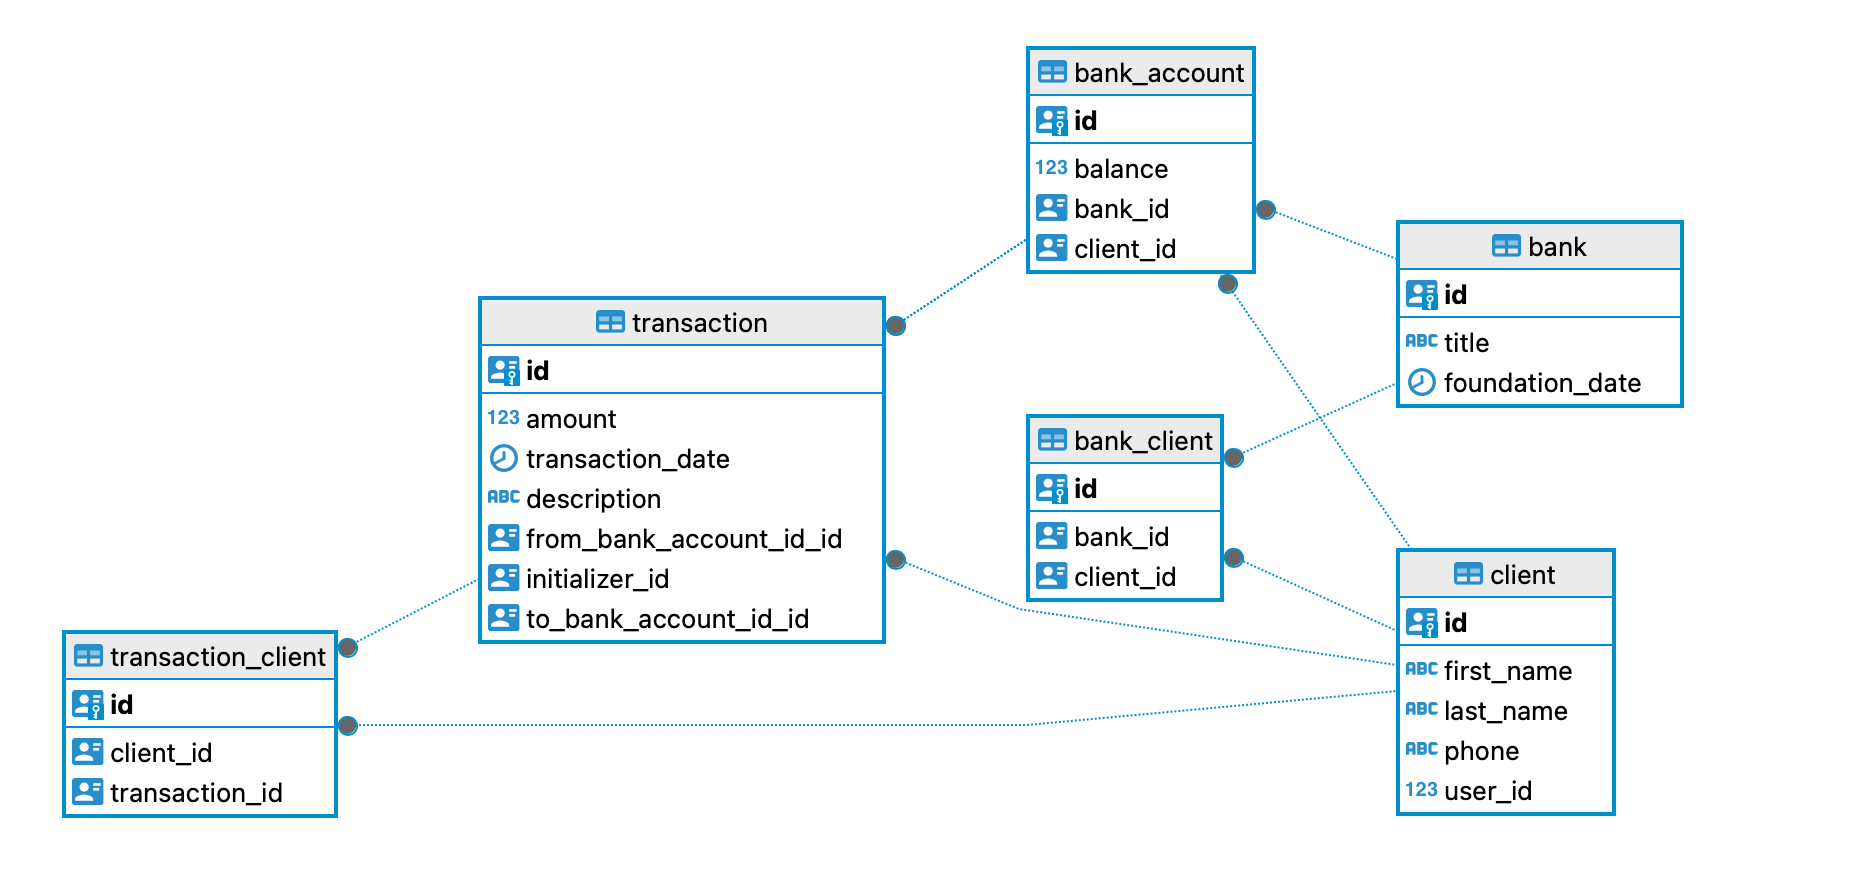 bank_account
id
123 balance
bank_id
client_id
bank
id
ABC title
foundation_date
transaction
id
123 amount
transaction_date
ABC description
from_bank_account_id_id
initializer_id
to_bank_account_id_id
bank_client
id
bank_id
client_id
client
id
ABC first_name
ABC last_name
ABC phone
123 user_id
transaction_client
id
client_id
transaction_id